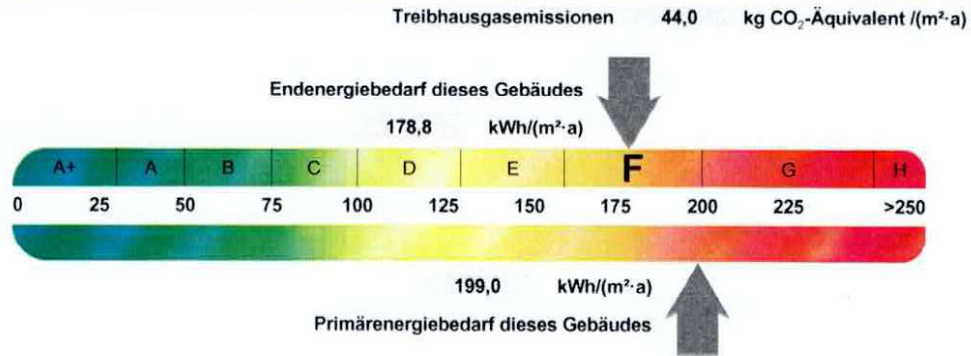 Treibhausgasemissionen 44,0 kg CO₂-Äquivalent /(m²·a)
Endenergiebedarf dieses Gebäudes
178,8 kWh/(m²·a)
A+ A B C D E F G H
0 25 50 75 100 125 150 175 200 225 >250
199,0 kWh/(m²·a)
Primärenergiebedarf dieses Gebäudes